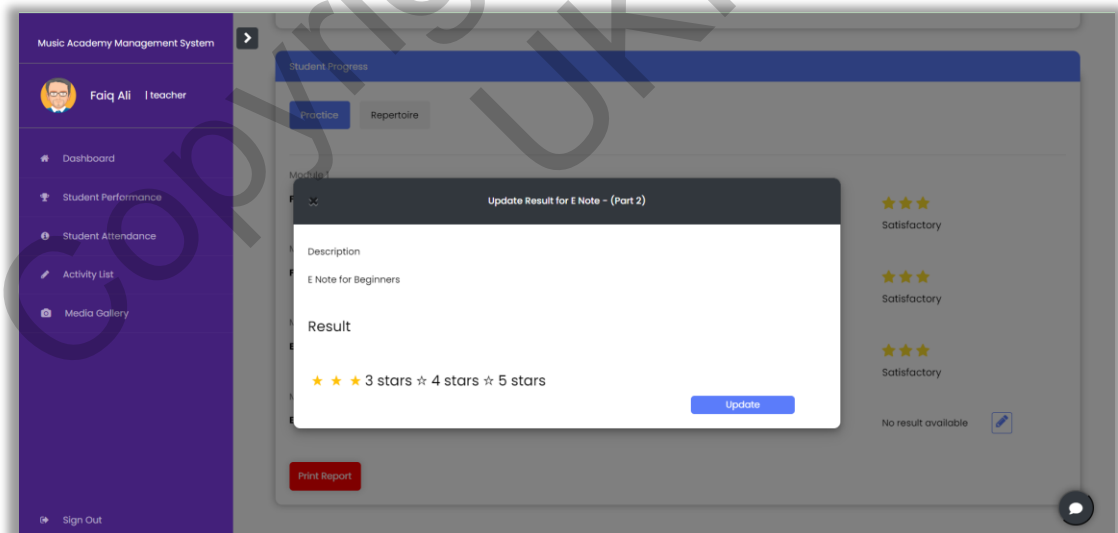 Music Academy Management System
Faiq Ali | teacher
Dashboard
Student Performance
Student Attendance
Activity List
Media Gallery
Sign Out
Student Progress
Practice
Repertoire
Module 1
Update Result for E Note - (Part 2)
Description
E Note for Beginners
Result
★ ★ ★ 3 stars ☆ 4 stars ☆ 5 stars
Update
Satisfactory
Satisfactory
Satisfactory
No result available
Print Report